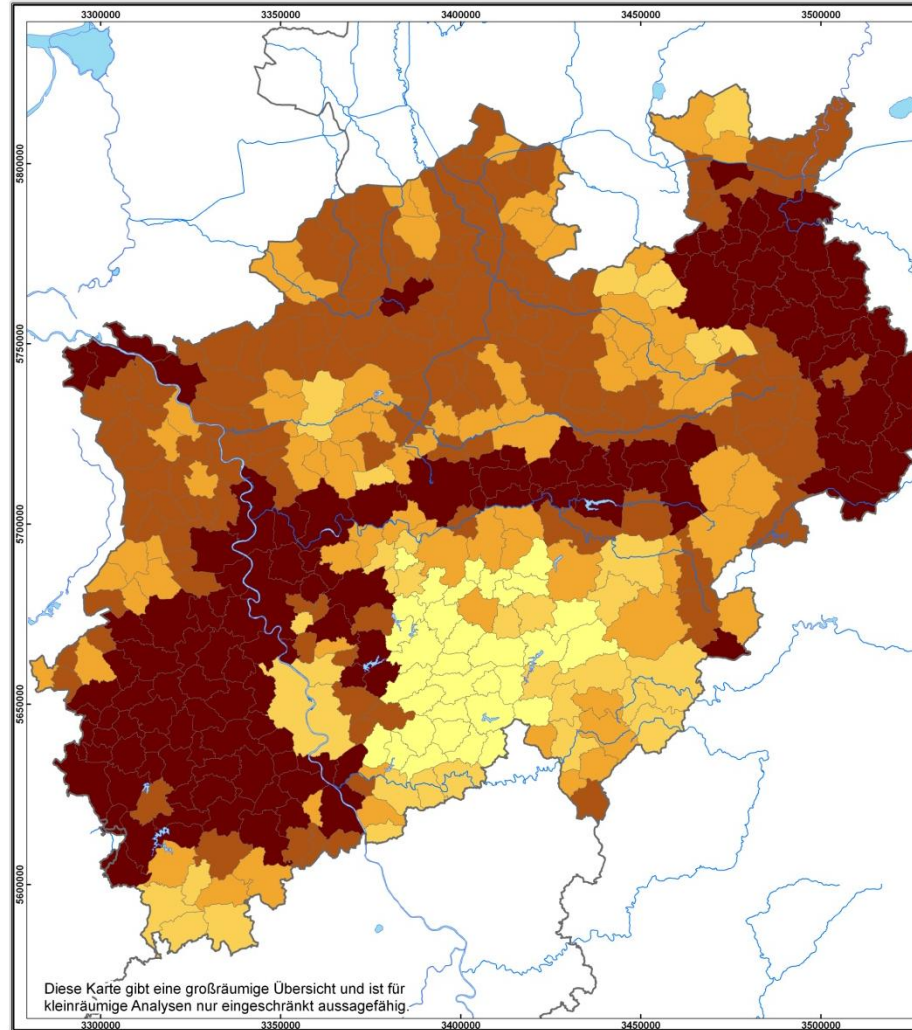 3300000 3350000 3400000 3450000 3500000
5800000
5750000
5700000
5650000
5600000
Diese Karte gibt eine großräumige Übersicht und ist für
kleinräumige Analysen nur eingeschränkt aussagefähig.
3300000 3350000 3400000 3450000 3500000